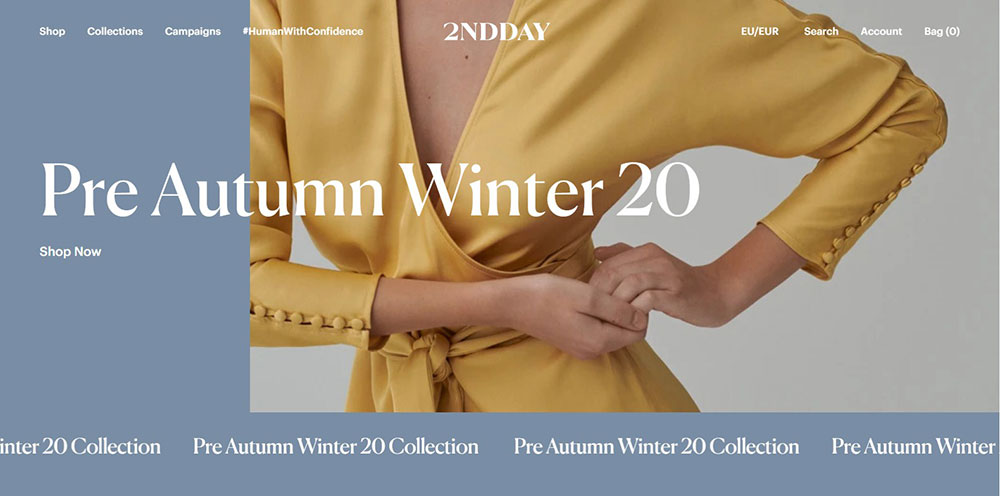 Shop Collections Campaigns #HumanWithConfidence 2NDDAY EU/EUR Search Account Bag (0)
Pre Autumn Winter 20
Shop Now
inter 20 Collection Pre Autumn Winter 20 Collection Pre Autumn Winter 20 Collection Pre Autumn Winter